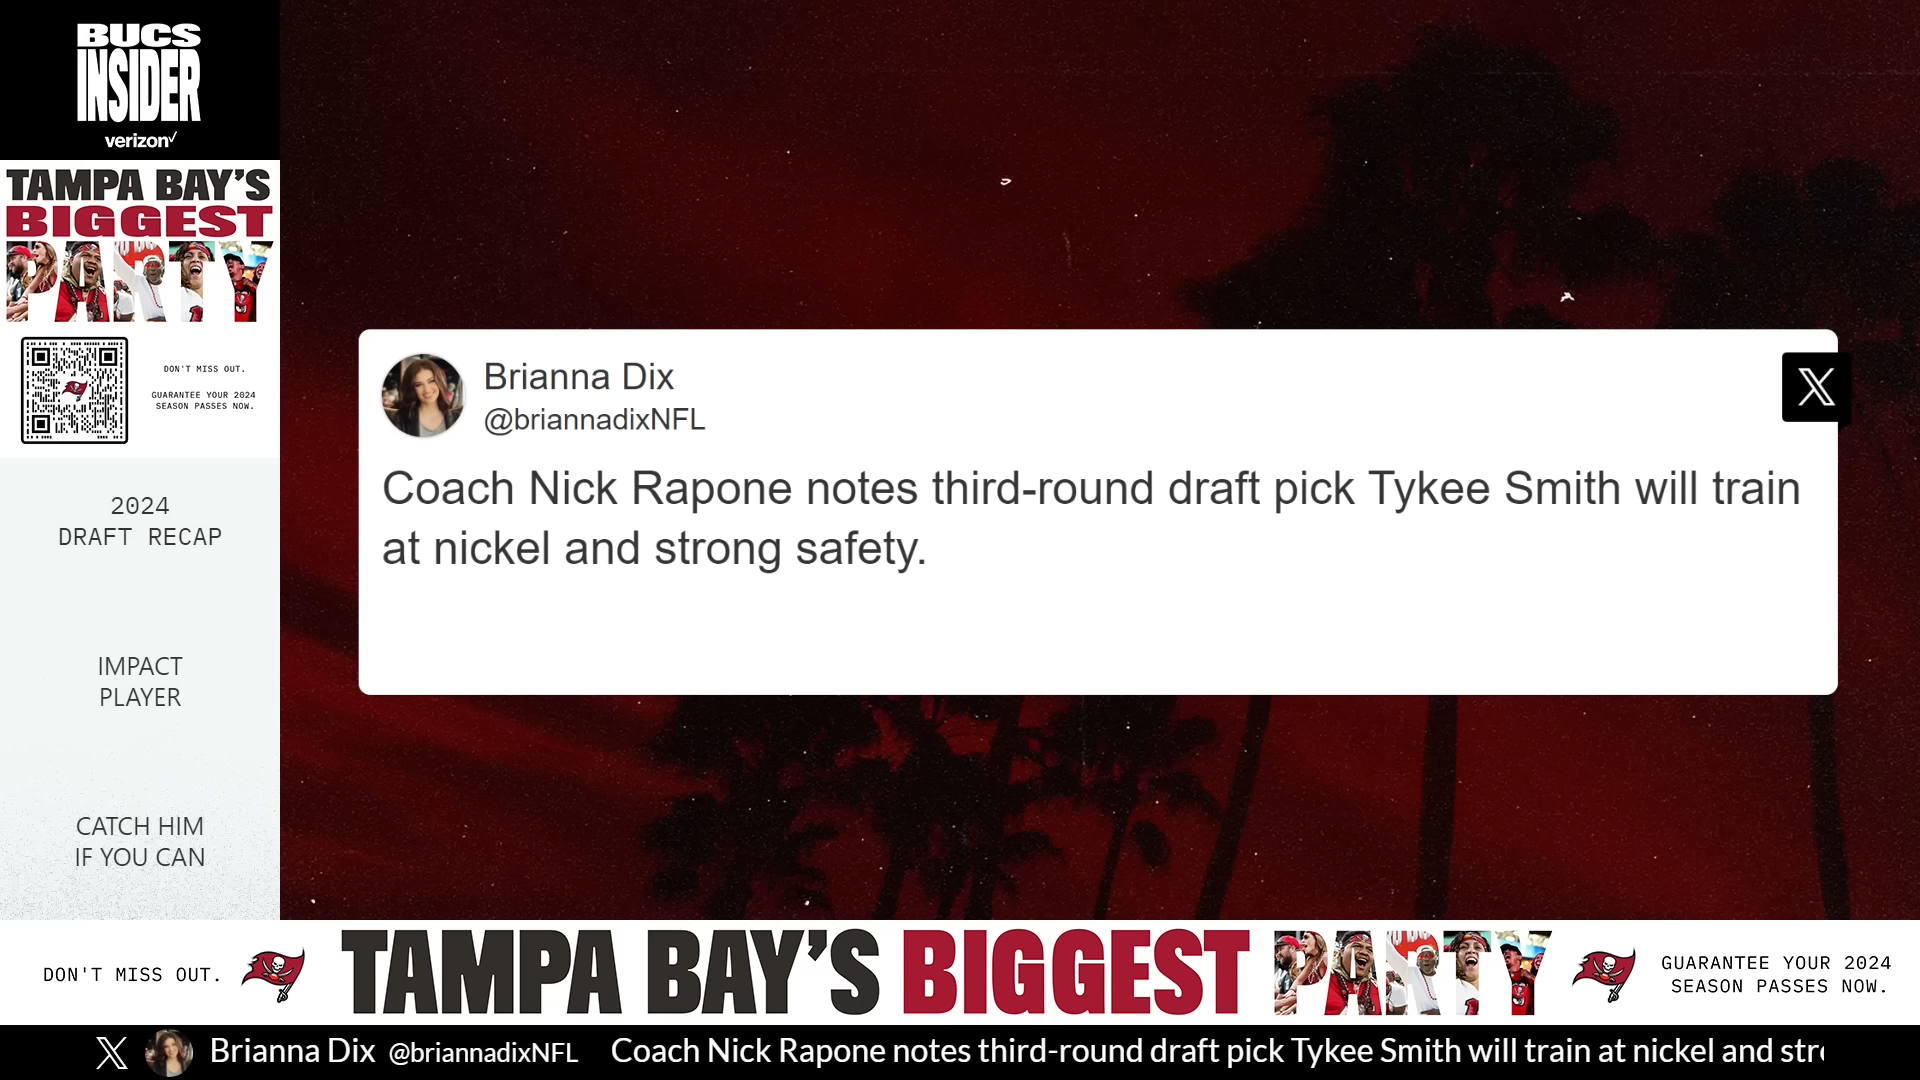 BUCS
INSIDER
verizon✓
TAMPA BAY'S
BIGGEST
PARTY
DON'T MISS OUT.
GUARANTEE YOUR 2024
SEASON PASSES NOW.
2024
DRAFT RECAP
IMPACT
PLAYER
CATCH HIM
IF YOU CAN
Brianna Dix
@briannadixNFL
Coach Nick Rapone notes third-round draft pick Tykee Smith will train
at nickel and strong safety.
DON'T MISS OUT.
TAMPA BAY'S BIGGEST PARTY
GUARANTEE YOUR 2024
SEASON PASSES NOW.
Brianna Dix @briannadixNFL Coach Nick Rapone notes third-round draft pick Tykee Smith will train at nickel and str